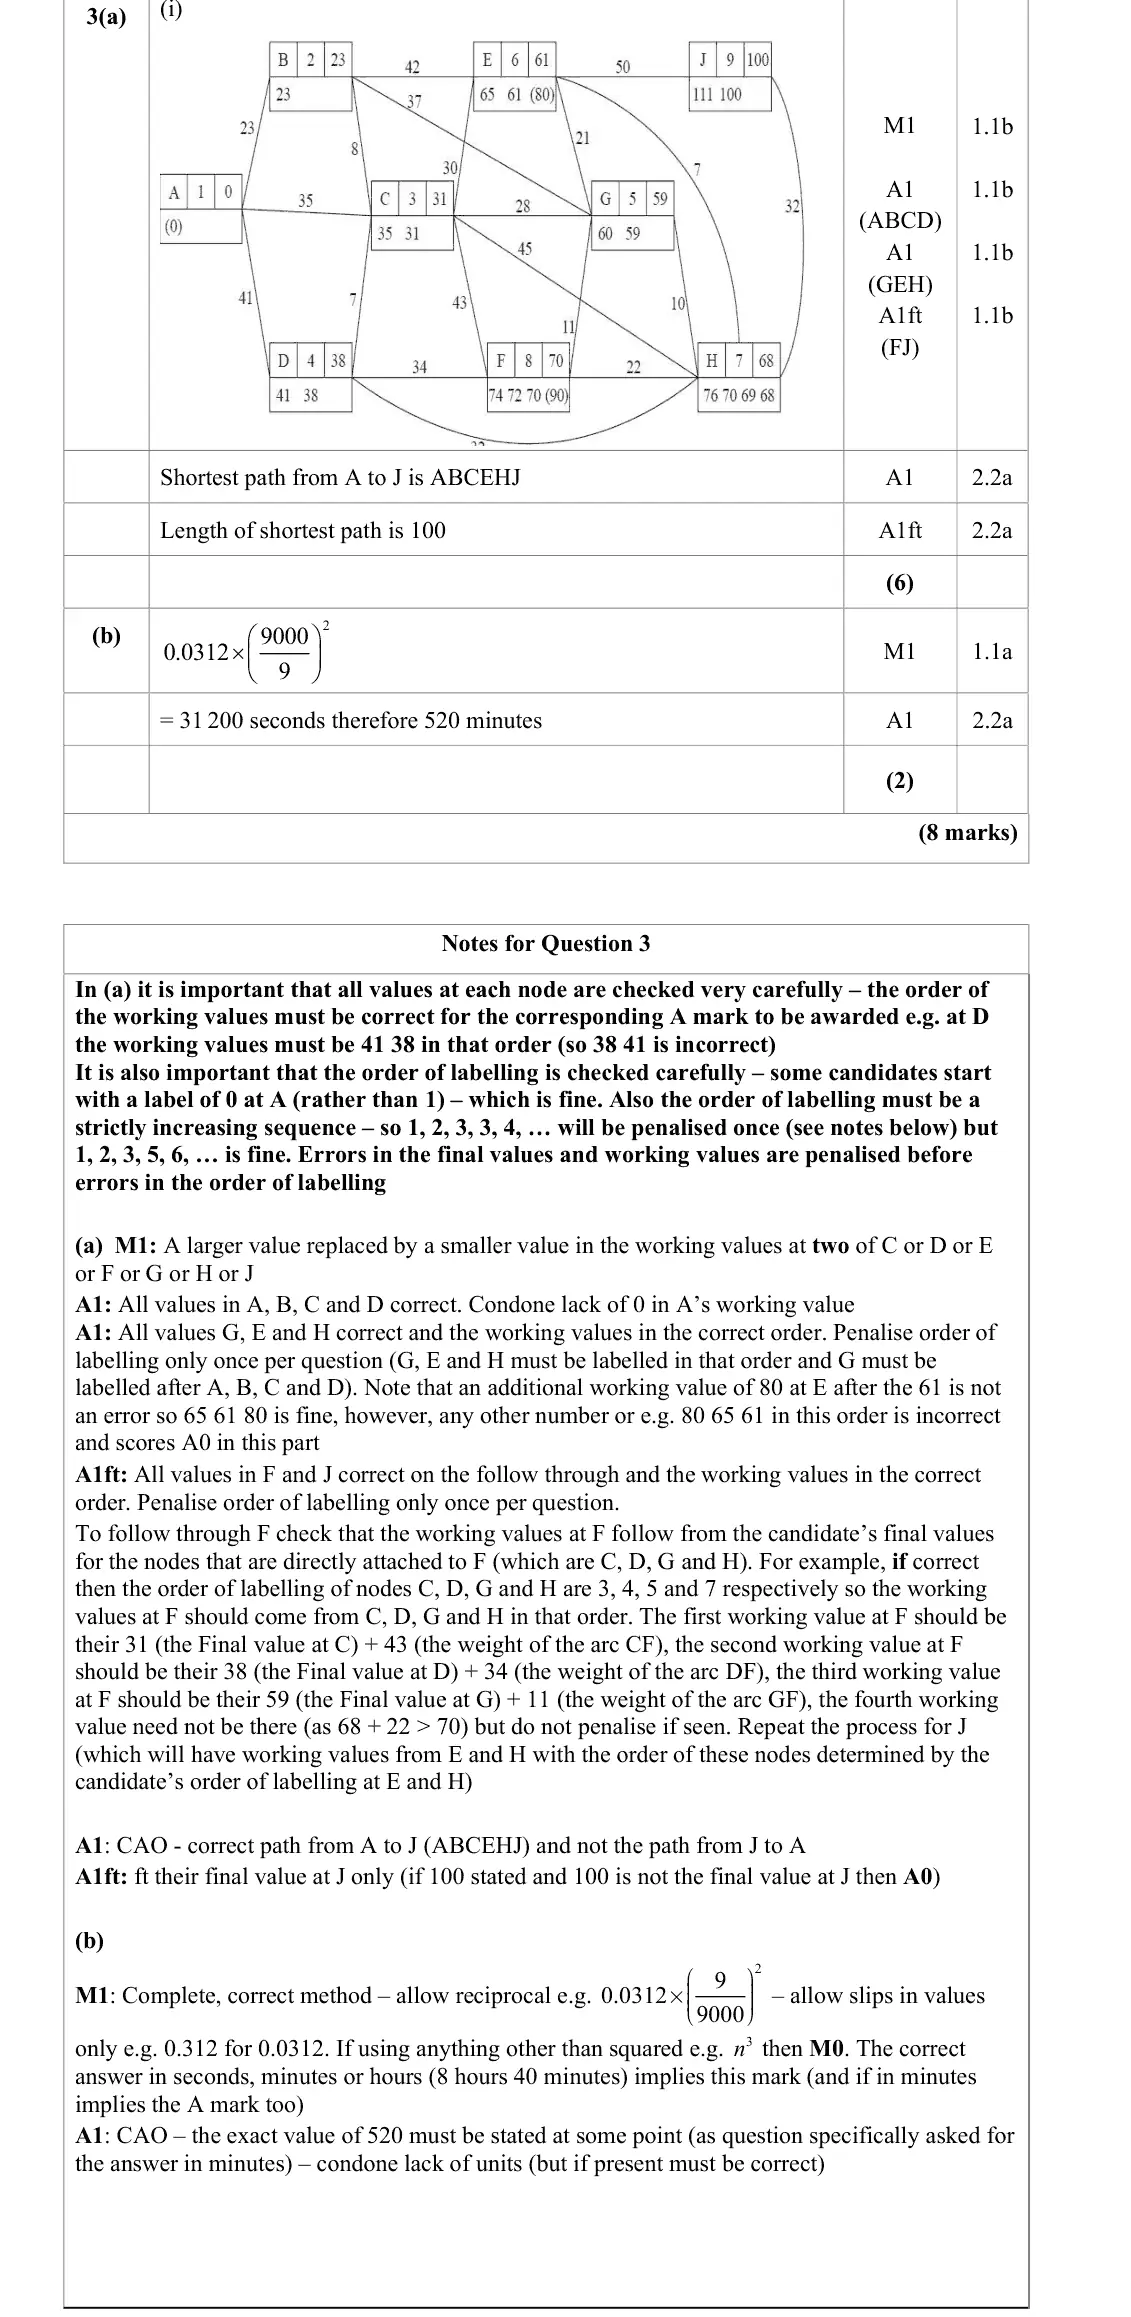 3(a) (i)
B 2 23
23
E 6 61
65 61 (80)
J 9 100
111 100
42
50
37
23
8
21
30
7
M1 1.1b
A 1 0
(0)
35
C 3 31
35 31
28
G 5 59
60 59
32
A1 1.1b
(ABCD)
45
A1 1.1b
(GEH)
41
7
43
11
10
A1ft 1.1b
(FJ)
D 4 38
41 38
34
F 8 70
74 72 70 (90)
22
H 7 68
76 70 69 68
Shortest path from A to J is ABCEHJ A1 2.2a
Length of shortest path is 100 A1ft 2.2a
(6)
(b) 0.0312×(9000/9)² M1 1.1a
= 31 200 seconds therefore 520 minutes A1 2.2a
(2)
(8 marks)
Notes for Question 3
In (a) it is important that all values at each node are checked very carefully – the order of
the working values must be correct for the corresponding A mark to be awarded e.g. at D
the working values must be 41 38 in that order (so 38 41 is incorrect)
It is also important that the order of labelling is checked carefully – some candidates start
with a label of 0 at A (rather than 1) – which is fine. Also the order of labelling must be a
strictly increasing sequence – so 1, 2, 3, 3, 4, … will be penalised once (see notes below) but
1, 2, 3, 5, 6, … is fine. Errors in the final values and working values are penalised before
errors in the order of labelling
(a) M1: A larger value replaced by a smaller value in the working values at two of C or D or E
or F or G or H or J
A1: All values in A, B, C and D correct. Condone lack of 0 in A's working value
A1: All values G, E and H correct and the working values in the correct order. Penalise order of
labelling only once per question (G, E and H must be labelled in that order and G must be
labelled after A, B, C and D). Note that an additional working value of 80 at E after the 61 is not
an error so 65 61 80 is fine, however, any other number or e.g. 80 65 61 in this order is incorrect
and scores A0 in this part
A1ft: All values in F and J correct on the follow through and the working values in the correct
order. Penalise order of labelling only once per question.
To follow through F check that the working values at F follow from the candidate's final values
for the nodes that are directly attached to F (which are C, D, G and H). For example, if correct
then the order of labelling of nodes C, D, G and H are 3, 4, 5 and 7 respectively so the working
values at F should come from C, D, G and H in that order. The first working value at F should be
their 31 (the Final value at C) + 43 (the weight of the arc CF), the second working value at F
should be their 38 (the Final value at D) + 34 (the weight of the arc DF), the third working value
at F should be their 59 (the Final value at G) + 11 (the weight of the arc GF), the fourth working
value need not be there (as 68 + 22 > 70) but do not penalise if seen. Repeat the process for J
(which will have working values from E and H with the order of these nodes determined by the
candidate's order of labelling at E and H)
A1: CAO - correct path from A to J (ABCEHJ) and not the path from J to A
A1ft: ft their final value at J only (if 100 stated and 100 is not the final value at J then A0)
(b)
M1: Complete, correct method – allow reciprocal e.g. 0.0312×(9/9000)² – allow slips in values
only e.g. 0.312 for 0.0312. If using anything other than squared e.g. n³ then M0. The correct
answer in seconds, minutes or hours (8 hours 40 minutes) implies this mark (and if in minutes
implies the A mark too)
A1: CAO – the exact value of 520 must be stated at some point (as question specifically asked for
the answer in minutes) – condone lack of units (but if present must be correct)